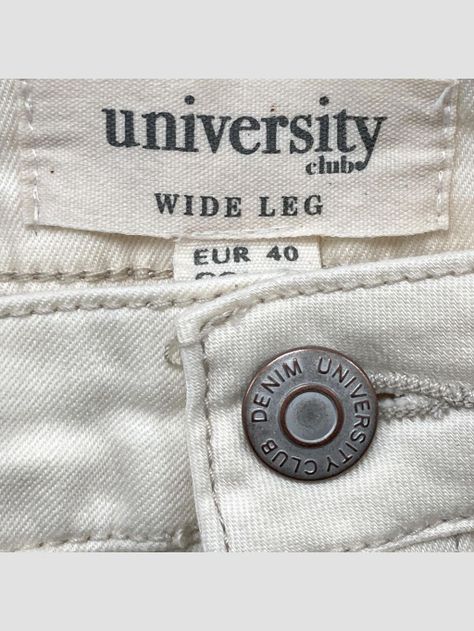 university
club
WIDE LEG
EUR 40
DENIM UNIVERSITY CLUB